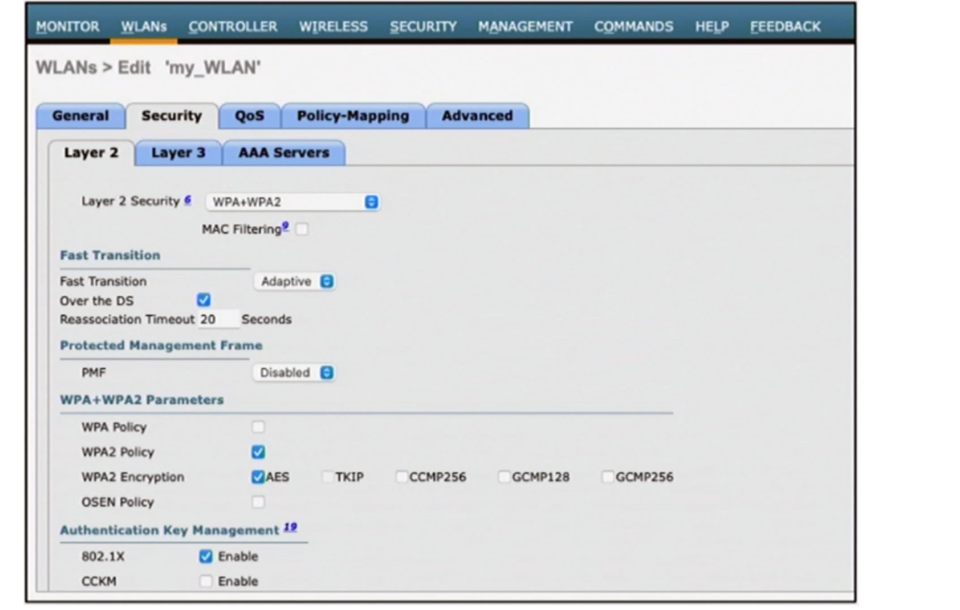 MONITOR WLANs CONTROLLER WIRELESS SECURITY MANAGEMENT COMMANDS HELP FEEDBACK
WLANs > Edit 'my_WLAN'
General Security QoS Policy-Mapping Advanced
Layer 2 Layer 3 AAA Servers
Layer 2 Security 6 WPA+WPA2
MAC Filtering 9
Fast Transition
Fast Transition Adaptive
Over the DS
Reassociation Timeout 20 Seconds
Protected Management Frame
PMF Disabled
WPA+WPA2 Parameters
WPA Policy
WPA2 Policy
WPA2 Encryption AES TKIP CCMP256 GCMP128 GCMP256
OSEN Policy
Authentication Key Management 19
802.1X Enable
CCKM Enable